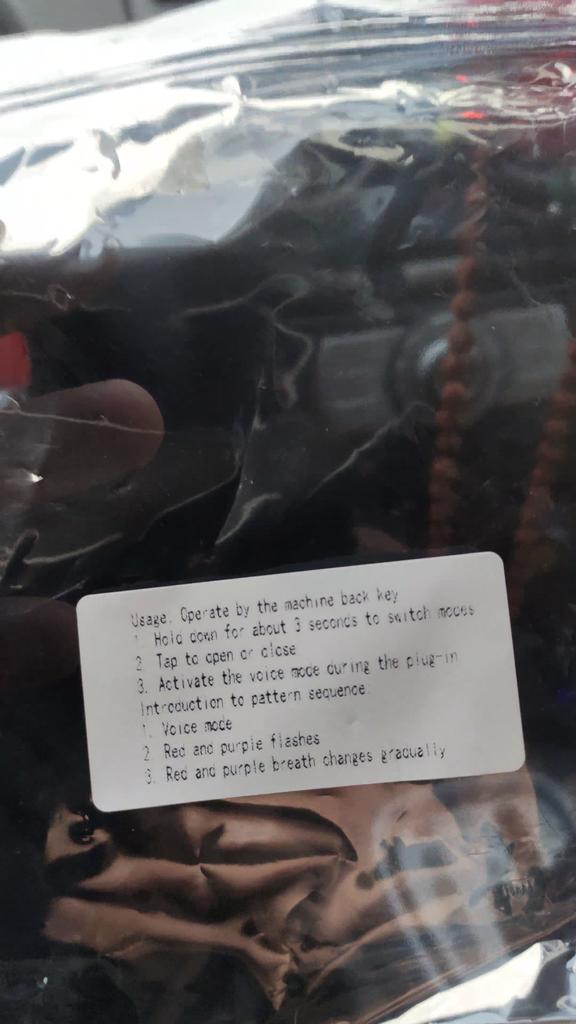 Usage. Operate by the machine back key
1. Hold down for about 3 seconds to switch modes
2. Tap to open or close
3. Activate the voice mode during the plug-in
Introduction to pattern sequence:
1. Voice mode
2. Red and purple flashes
3. Red and purple breath changes gradually